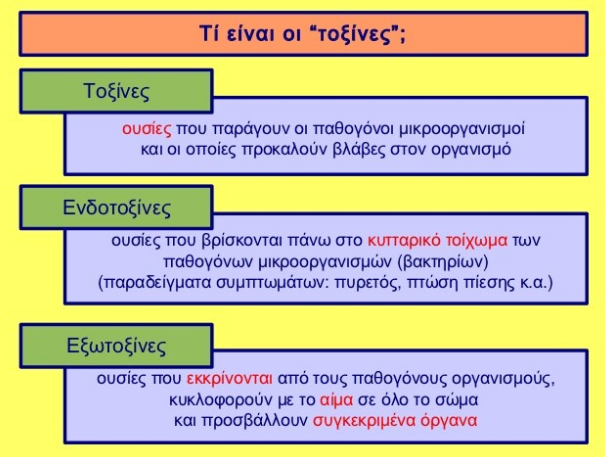 Τί είναι οι “τοξίνες”;
Τοξίνες
ουσίες που παράγουν οι παθογόνοι μικροοργανισμοί
και οι οποίες προκαλούν βλάβες στον οργανισμό
Ενδοτοξίνες
ουσίες που βρίσκονται πάνω στο κυτταρικό τοίχωμα των
παθογόνων μικροοργανισμών (βακτηρίων)
(παραδείγματα συμπτωμάτων: πυρετός, πτώση πίεσης κ.α.)
Εξωτοξίνες
ουσίες που εκκρίνονται από τους παθογόνους οργανισμούς,
κυκλοφορούν με το αίμα σε όλο το σώμα
και προσβάλλουν συγκεκριμένα όργανα